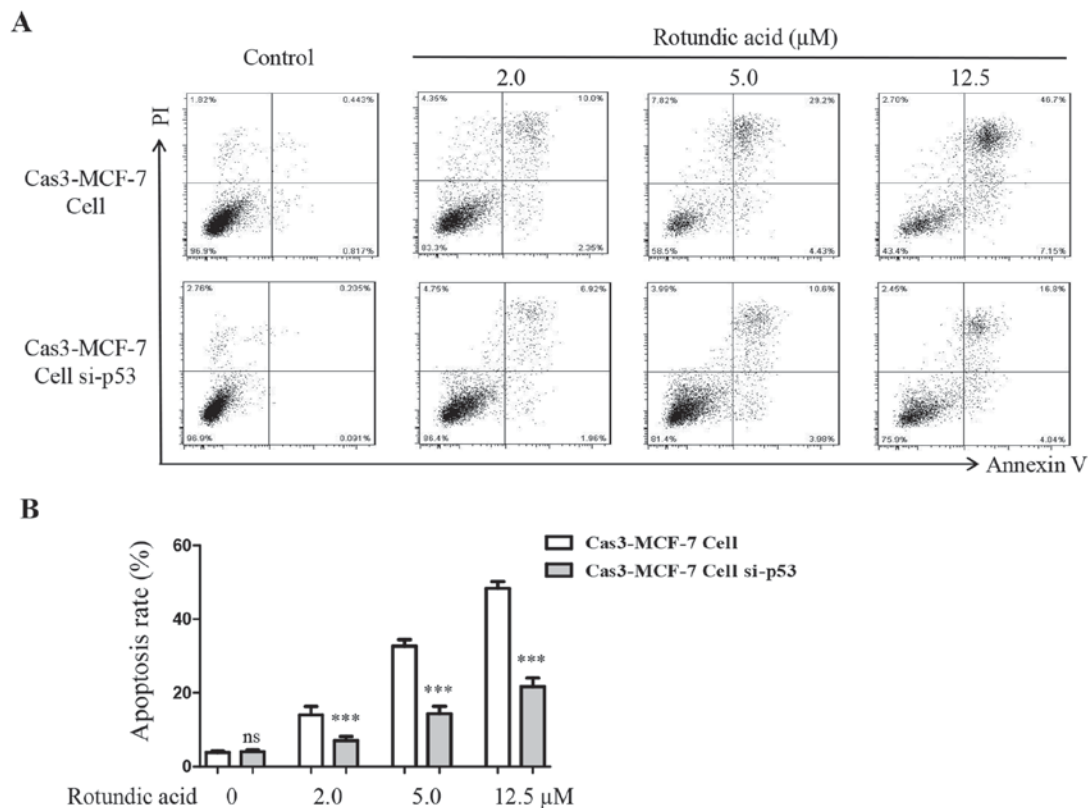 A
Rotundic acid (µM)
Control
2.0
5.0
12.5
PI
Cas3-MCF-7
Cell
1.92%
0.443%
96.9%
0.817%
4.35%
10.0%
83.3%
2.35%
7.82%
29.2%
58.5%
4.43%
2.70%
46.7%
43.4%
7.15%
Cas3-MCF-7
Cell si-p53
2.76%
0.205%
96.9%
0.091%
4.75%
6.92%
86.4%
1.96%
3.99%
10.6%
81.4%
3.98%
2.45%
16.8%
75.9%
4.04%
Annexin V
B
Apoptosis rate (%)
60
40
20
0
Cas3-MCF-7 Cell
Cas3-MCF-7 Cell si-p53
ns
***
***
***
Rotundic acid 0 2.0 5.0 12.5 µM